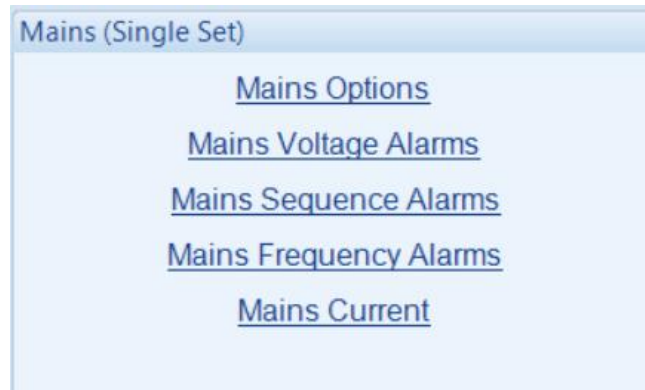 Mains (Single Set)
Mains Options
Mains Voltage Alarms
Mains Sequence Alarms
Mains Frequency Alarms
Mains Current